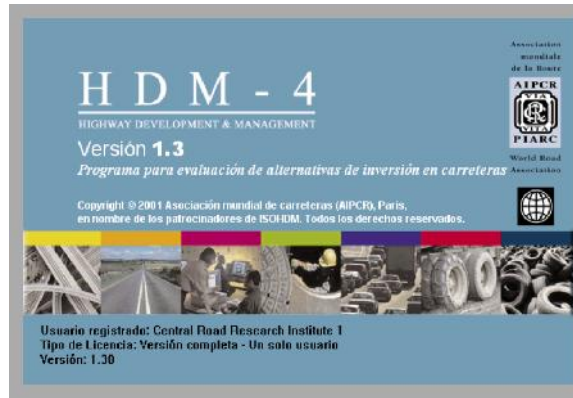 Association
mondiale
de la Route
AIPCR
VIA
VITA
PIARC
World Road
Association
H D M - 4
HIGHWAY DEVELOPMENT & MANAGEMENT
Versión 1.3
Programa para evaluación de alternativas de inversión en carreteras
Copyright © 2001 Asociación mundial de carreteras (AIPCR), París,
en nombre de los patrocinadores de ISOHDM. Todos los derechos reservados.
Usuario registrado: Central Road Research Institute 1
Tipo de Licencia: Versión completa - Un solo usuario
Versión: 1.30